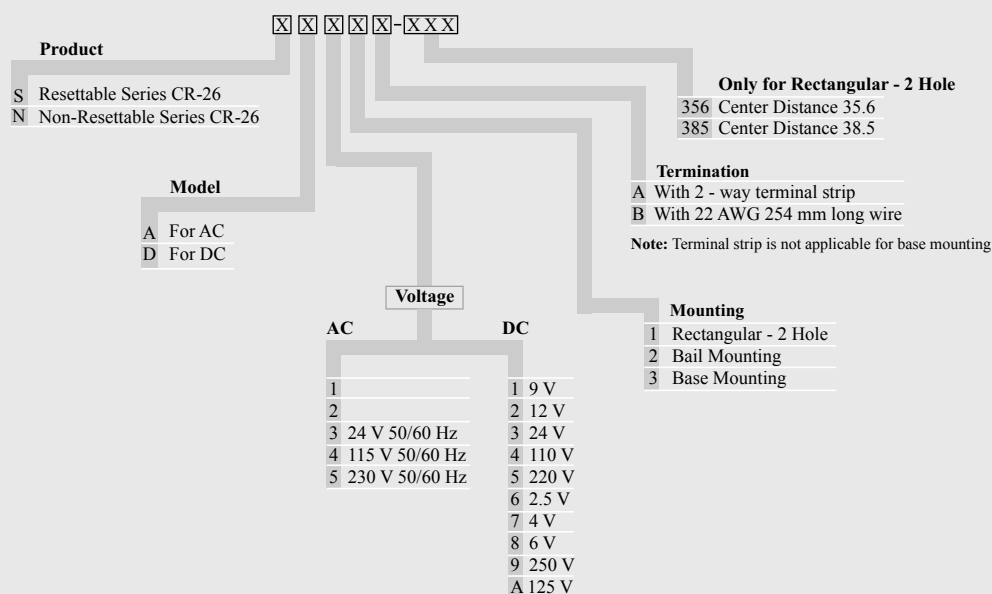 X X X X X - X X X
Product
S Resettable Series CR-26
N Non-Resettable Series CR-26
Only for Rectangular - 2 Hole
356 Center Distance 35.6
385 Center Distance 38.5
Termination
A With 2 - way terminal strip
B With 22 AWG 254 mm long wire
Note: Terminal strip is not applicable for base mounting
Model
A For AC
D For DC
Voltage
Mounting
1 Rectangular - 2 Hole
2 Bail Mounting
3 Base Mounting
AC
1
2
3 24 V 50/60 Hz
4 115 V 50/60 Hz
5 230 V 50/60 Hz
DC
1 9 V
2 12 V
3 24 V
4 110 V
5 220 V
6 2.5 V
7 4 V
8 6 V
9 250 V
A 125 V